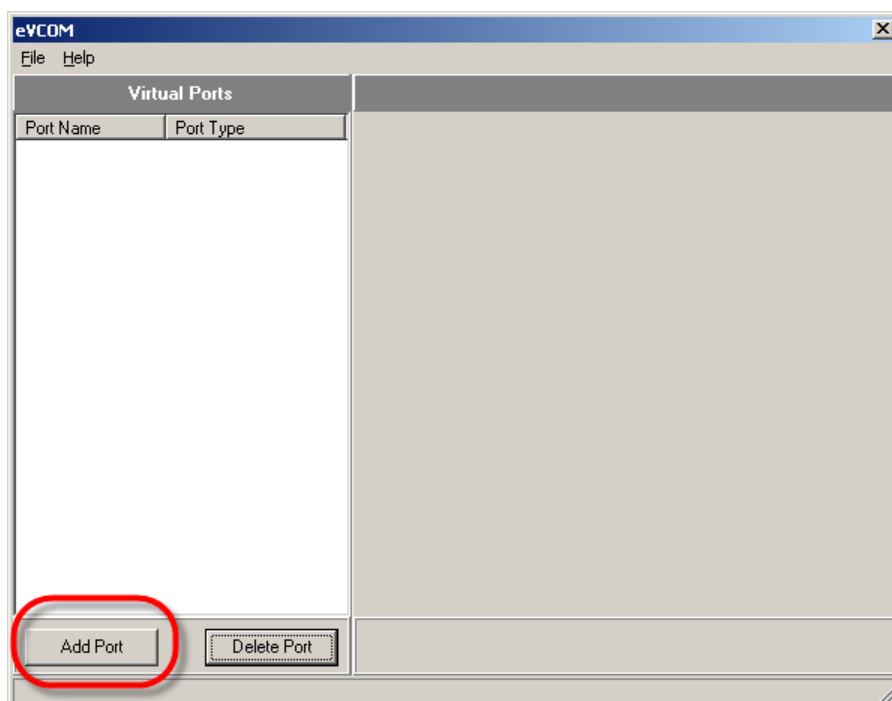 eVCOM
File Help
Virtual Ports
Port Name Port Type
Add Port Delete Port